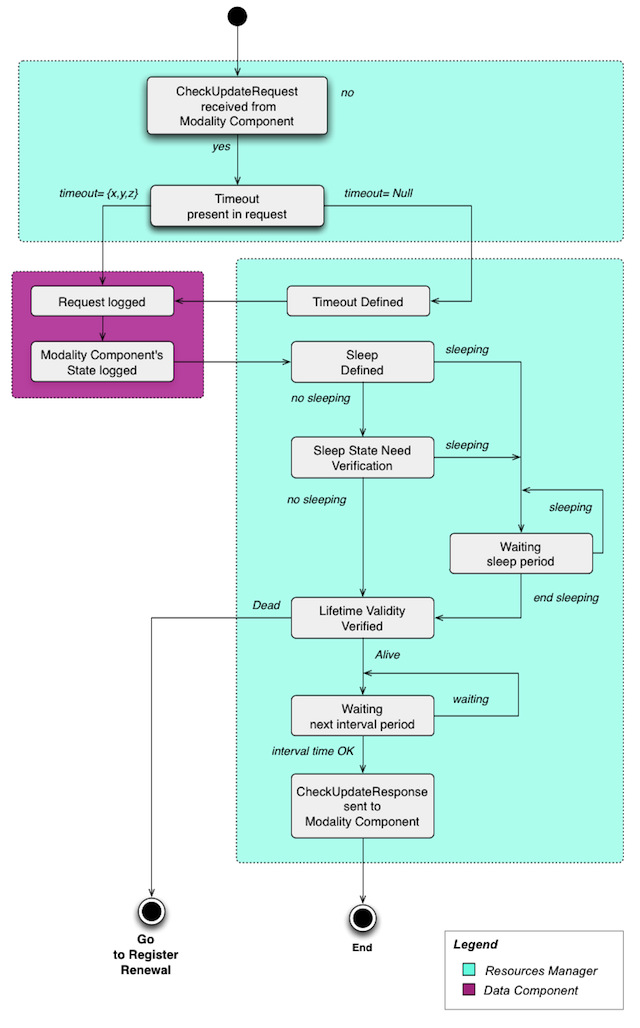 CheckUpdateRequest
received from
Modality Component
no
yes
timeout= {x,y,z}
Timeout
present in request
timeout= Null
Request logged
Timeout Defined
Modality Component's
State logged
Sleep
Defined
sleeping
no sleeping
Sleep State Need
Verification
sleeping
no sleeping
sleeping
Waiting
sleep period
end sleeping
Dead
Lifetime Validity
Verified
Alive
Waiting
next interval period
waiting
interval time OK
CheckUpdateResponse
sent to
Modality Component
Go
to Register
Renewal
End
Legend
Resources Manager
Data Component